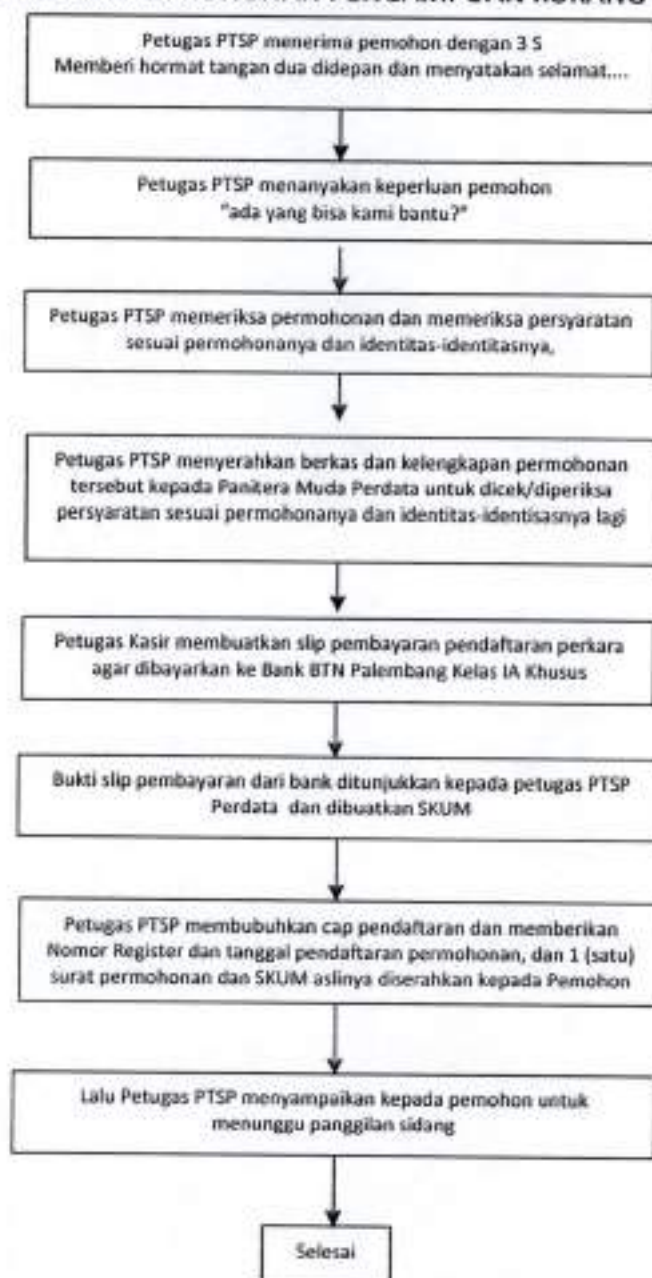 Petugas PTSP menerima pemohon dengan 3 S
Memberi hormat tangan dua didepan dan menyatakan selamat....
Petugas PTSP menanyakan keperluan pemohon
"ada yang bisa kami bantu?"
Petugas PTSP memeriksa permohonan dan memeriksa persyaratan
sesuai permohonanya dan identitas-identitasnya,
Petugas PTSP menyerahkan berkas dan kelengkapan permohonan
tersebut kepada Panitera Muda Perdata untuk dicek/diperiksa
persyaratan sesuai permohonanya dan identitas-identisasnya lagi
Petugas Kasir membuatkan slip pembayaran pendaftaran perkara
agar dibayarkan ke Bank BTN Palembang Kelas IA Khusus
Bukti slip pembayaran dari bank ditunjukkan kepada petugas PTSP
Perdata dan dibuatkan SKUM
Petugas PTSP membubuhkan cap pendaftaran dan memberikan
Nomor Register dan tanggal pendaftaran permohonan, dan 1 (satu)
surat permohonan dan SKUM aslinya diserahkan kepada Pemohon
Lalu Petugas PTSP menyampaikan kepada pemohon untuk
menunggu panggilan sidang
Selesai